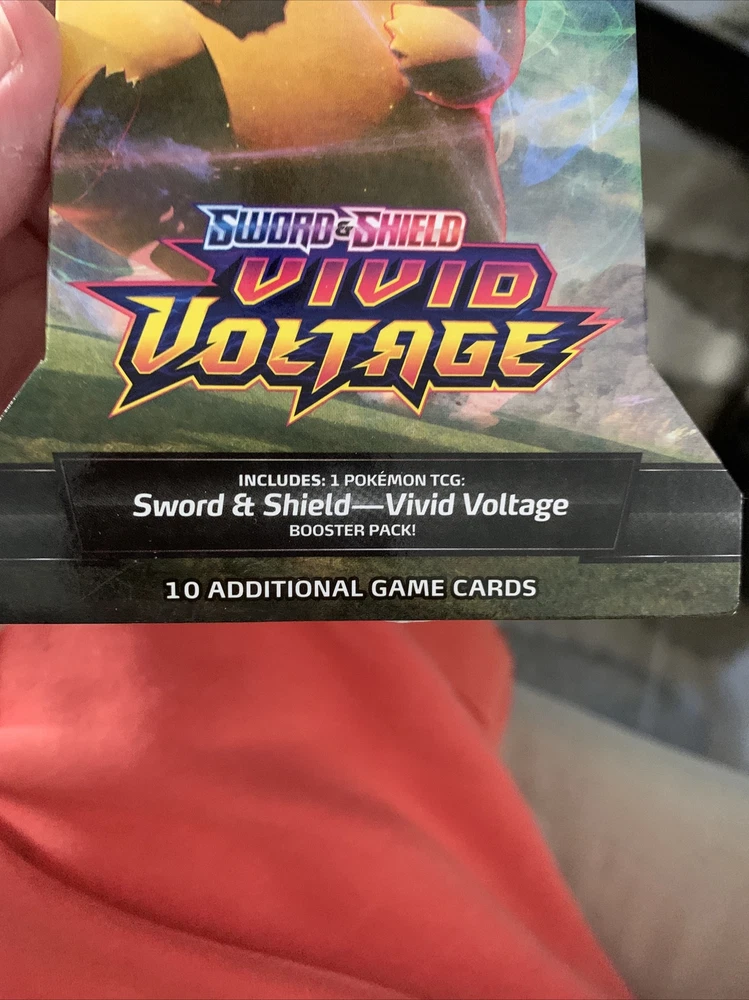 SWORD & SHIELD
VIVID
VOLTAGE
INCLUDES: 1 POKÉMON TCG:
Sword & Shield—Vivid Voltage
BOOSTER PACK!
10 ADDITIONAL GAME CARDS